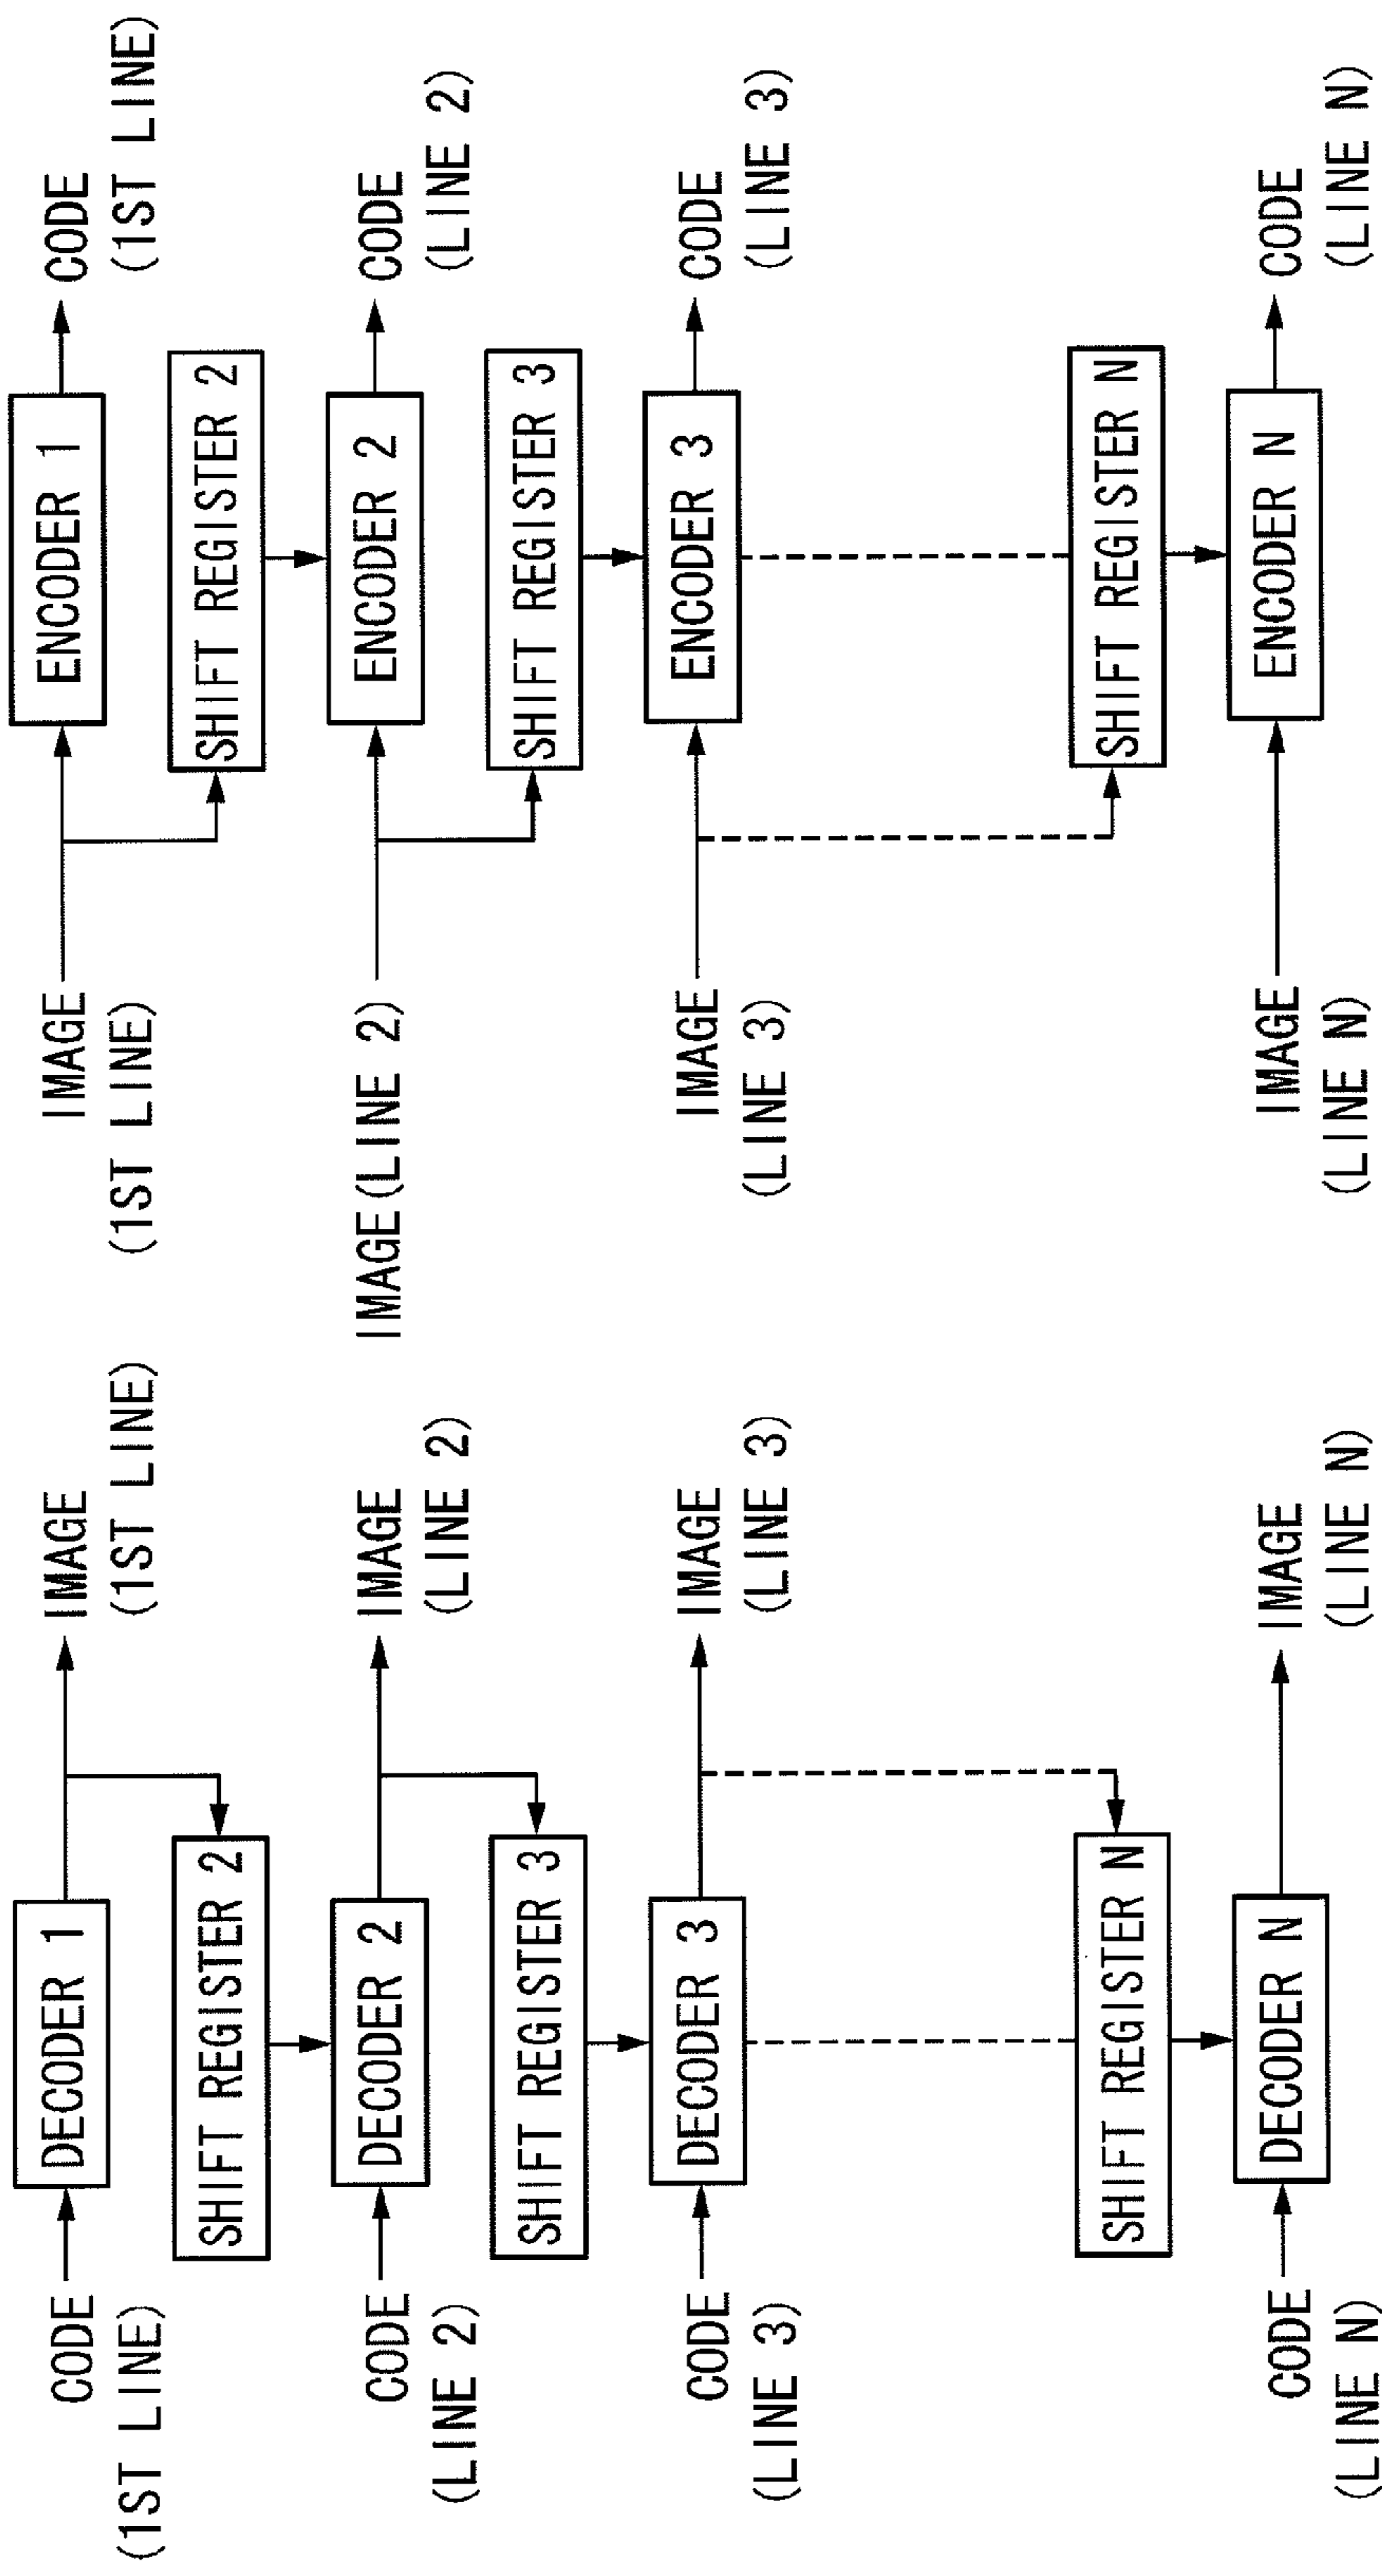 CODE
(1ST LINE)
DECODER 1
IMAGE
(1ST LINE)
SHIFT REGISTER 2
CODE
(LINE 2)
DECODER 2
IMAGE
(LINE 2)
SHIFT REGISTER 3
CODE
(LINE 3)
DECODER 3
IMAGE
(LINE 3)
SHIFT REGISTER N
CODE
(LINE N)
DECODER N
IMAGE
(LINE N)
IMAGE
(1ST LINE)
ENCODER 1
CODE
(1ST LINE)
SHIFT REGISTER 2
IMAGE(LINE 2)
ENCODER 2
CODE
(LINE 2)
SHIFT REGISTER 3
IMAGE
(LINE 3)
ENCODER 3
CODE
(LINE 3)
SHIFT REGISTER N
IMAGE
(LINE N)
ENCODER N
CODE
(LINE N)